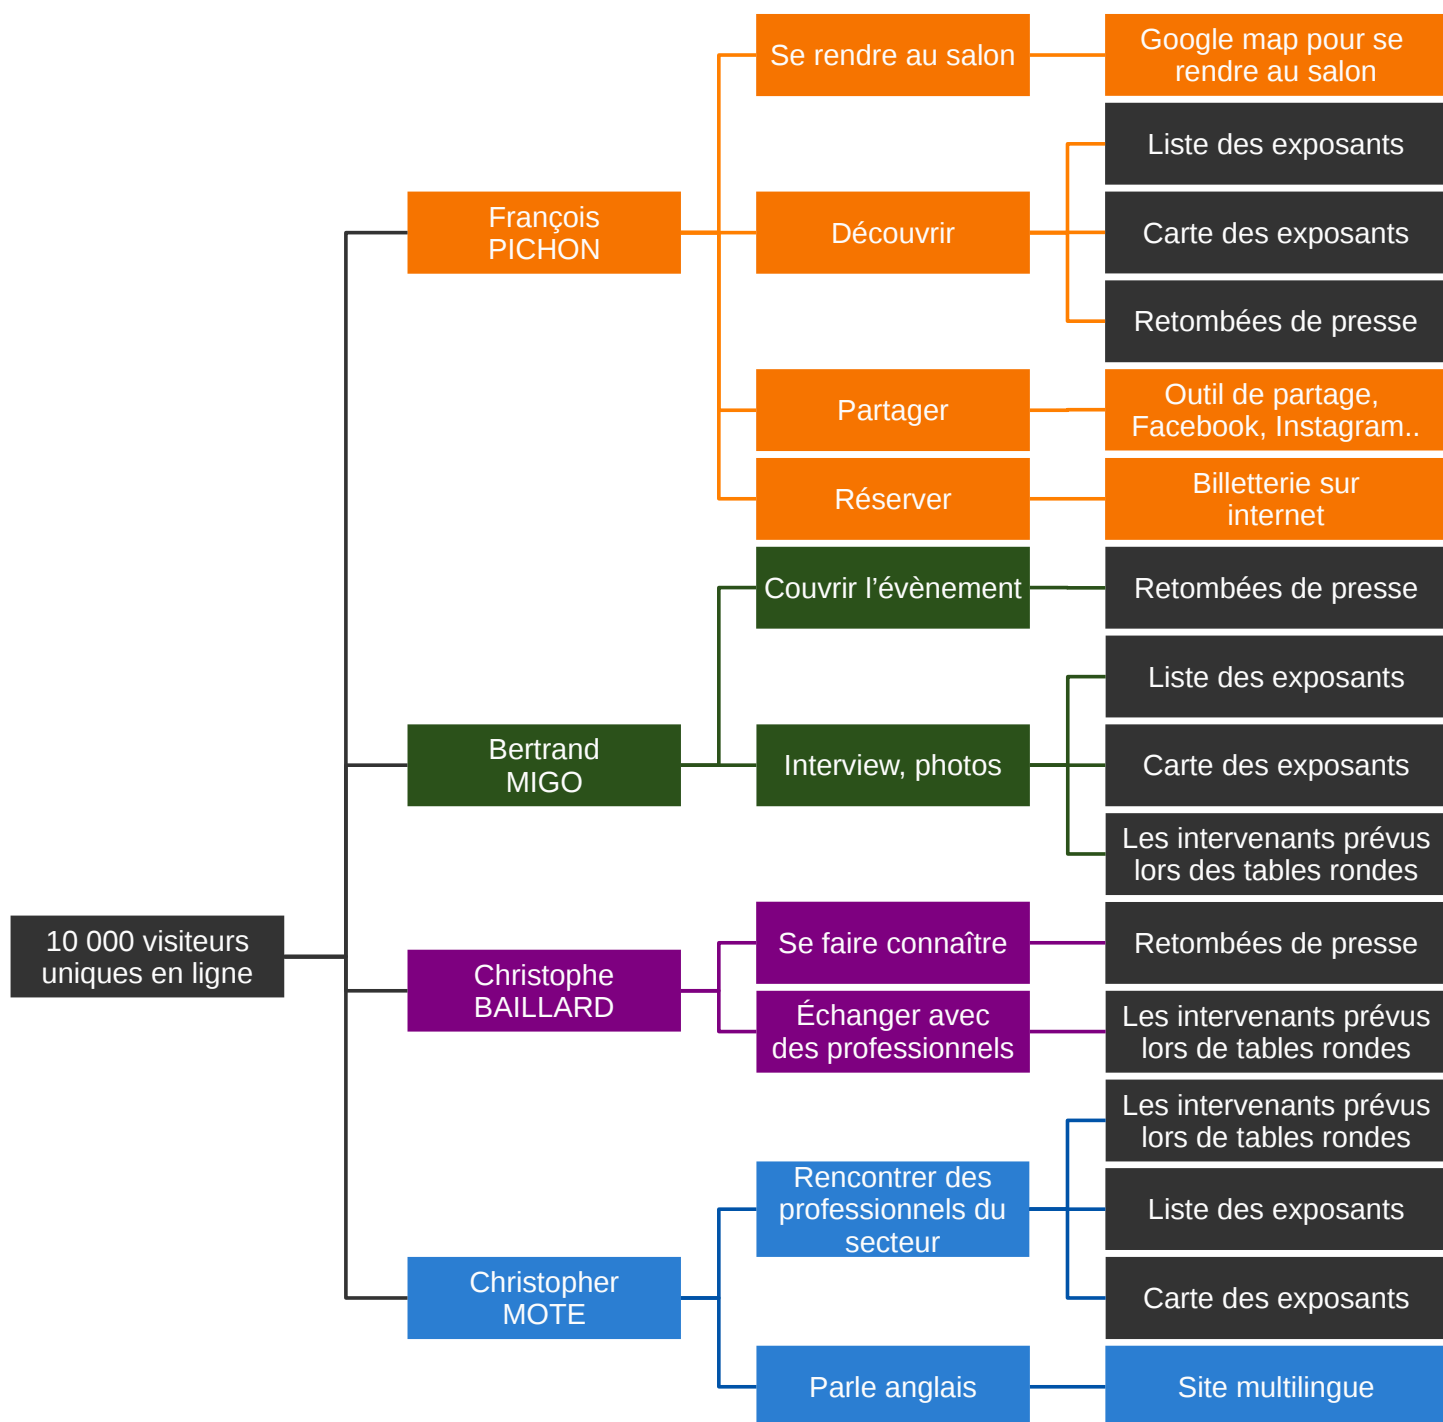 Se rendre au salon
Google map pour se
rendre au salon
Liste des exposants
François
PICHON
Découvrir
Carte des exposants
Retombées de presse
Partager
Outil de partage,
Facebook, Instagram..
Réserver
Billetterie sur
internet
Couvrir l’évènement
Retombées de presse
Liste des exposants
Bertrand
MIGO
Interview, photos
Carte des exposants
Les intervenants prévus
lors des tables rondes
10 000 visiteurs
uniques en ligne
Christophe
BAILLARD
Se faire connaître
Retombées de presse
Échanger avec
des professionnels
Les intervenants prévus
lors de tables rondes
Les intervenants prévus
lors de tables rondes
Rencontrer des
professionnels du
secteur
Liste des exposants
Christopher
MOTE
Carte des exposants
Parle anglais
Site multilingue